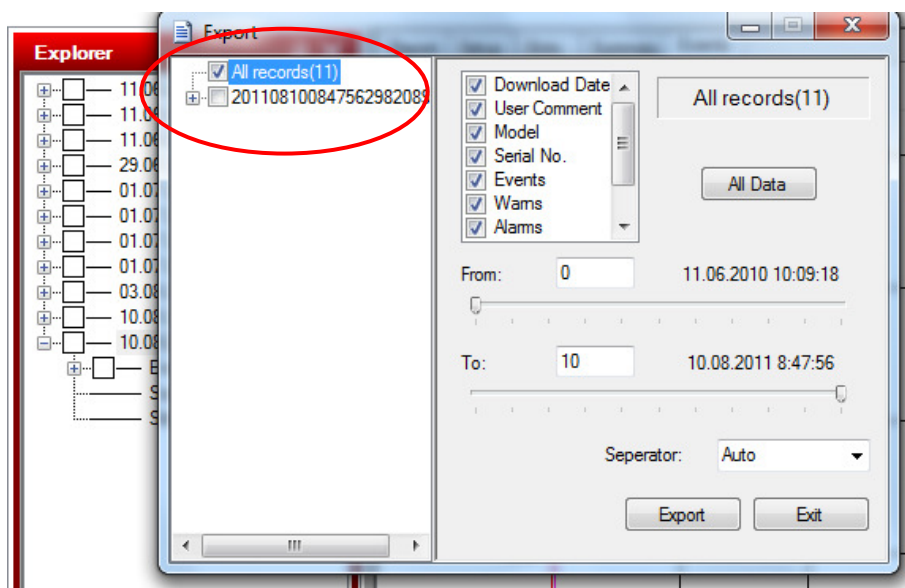 Export
Explorer
All records(11)
201108100847562982089
11.06
11.06
11.06
29.06
01.07
01.07
01.07
01.07
03.08
10.08
10.08
Download Date
User Comment
Model
Serial No.
Events
Warns
Alarms
All records(11)
All Data
From:
0
11.06.2010 10:09:18
To:
10
10.08.2011 8:47:56
Seperator:
Auto
Export
Exit